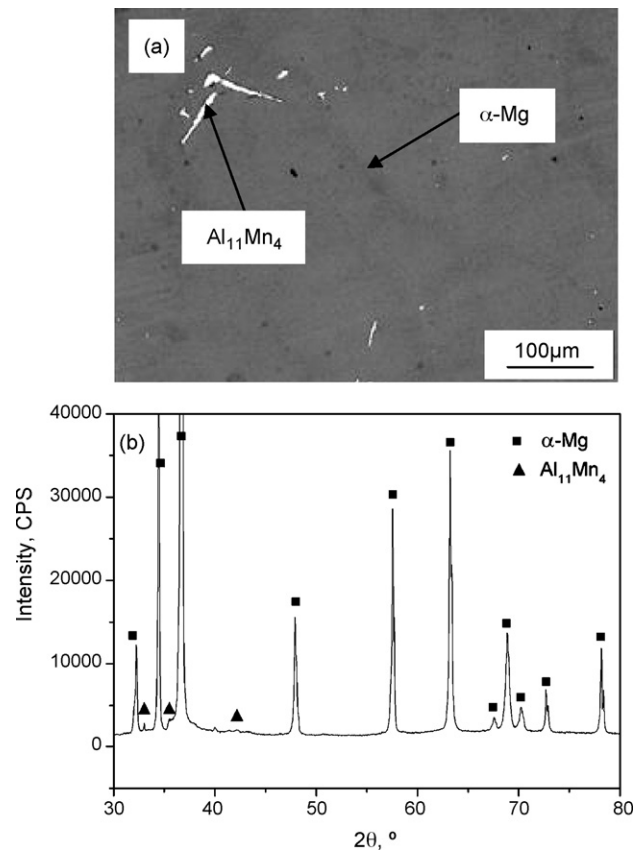 (a)
α-Mg
Al₁₁Mn₄
100μm
(b)
■ α-Mg
▲ Al₁₁Mn₄
40000
30000
20000
10000
0
Intensity, CPS
30 40 50 60 70 80
2θ, º